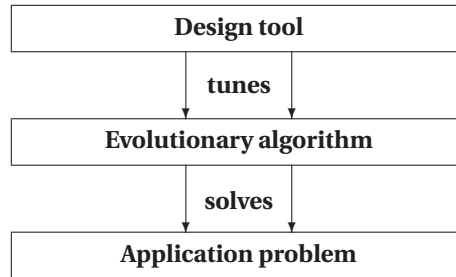 Design tool
tunes
Evolutionary algorithm
solves
Application problem